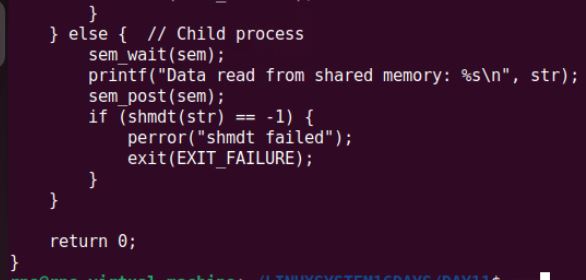 }
    } else {  // Child process
        sem_wait(sem);
        printf("Data read from shared memory: %s\n", str);
        sem_post(sem);
        if (shmdt(str) == -1) {
            perror("shmdt failed");
            exit(EXIT_FAILURE);
        }
    }

    return 0;
}